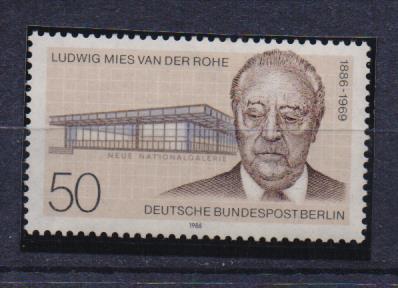 LUDWIG MIES VAN DER ROHE
1886-1969
NEUE NATIONALGALERIE
50
DEUTSCHE BUNDESPOST BERLIN
1986